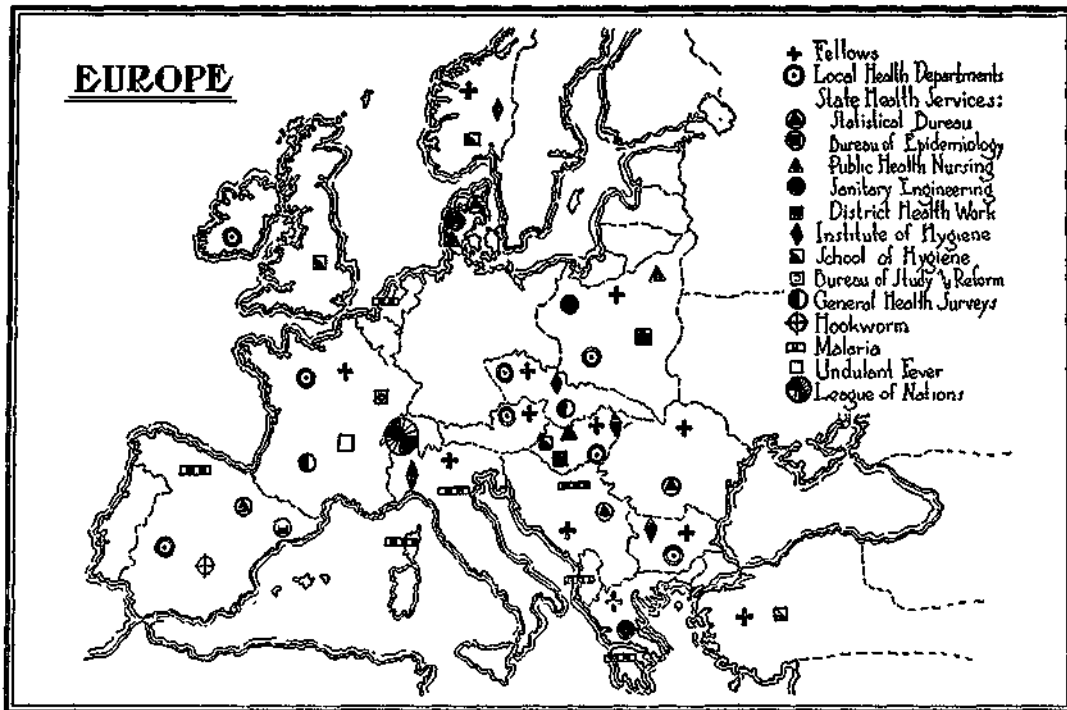 EUROPE
Fellows
Local Health Departments
State Health Services:
Statistical Bureau
Bureau of Epidemiology
Public Health Nursing
Sanitary Engineering
District Health Work
Institute of Hygiene
School of Hygiene
Bureau of Study & Reform
General Health Surveys
Hookworm
Malaria
Undulant Fever
League of Nations